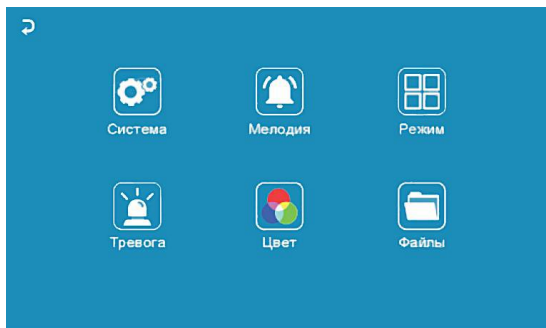 Система
Мелодия
Режим
Тревога
Цвет
Файлы